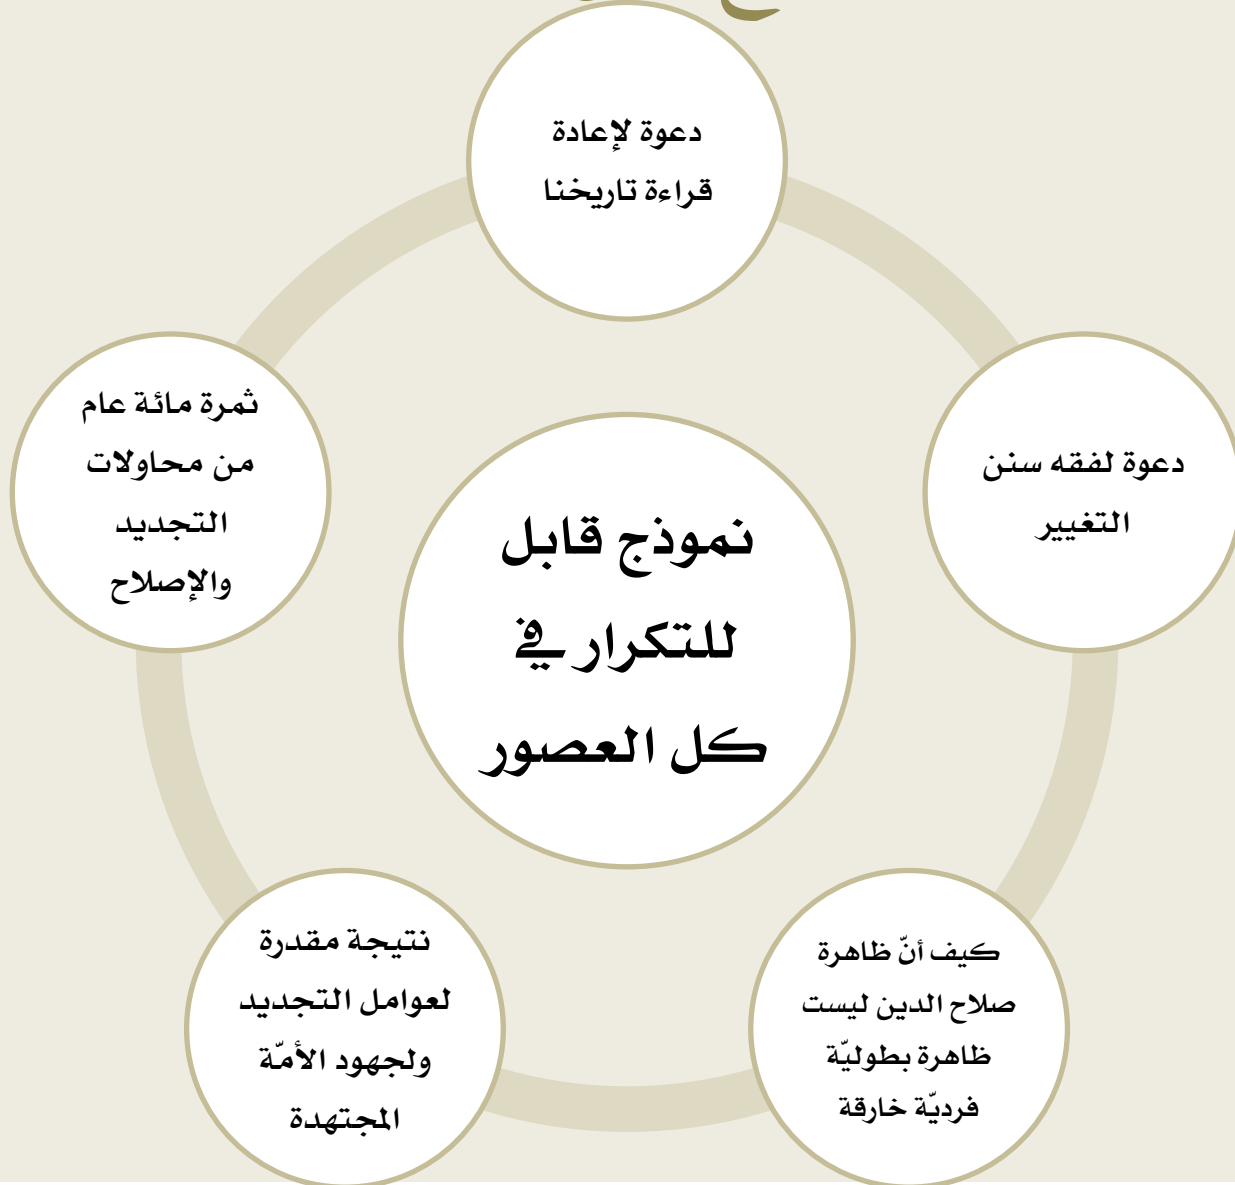 دعوة لإعادة
قراءة تاريخنا
دعوة لفقه سنن
التغيير
كيف أنّ ظاهرة
صلاح الدين ليست
ظاهرة بطوليّة
فرديّة خارقة
نتيجة مقدرة
لعوامل التجديد
ولجهود الأمّة
المجتهدة
ثمرة مائة عام
من محاولات
التجديد
والإصلاح
نموذج قابل
للتكرار في
كل العصور